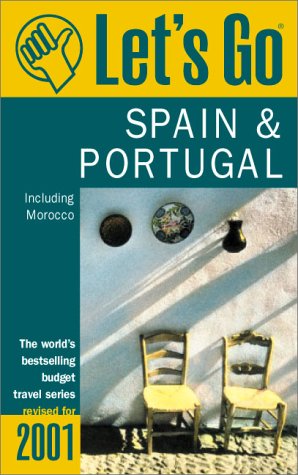 Let's Go®
SPAIN &
PORTUGAL
Including
Morocco
The world's
bestselling
budget
travel series
revised for
2001